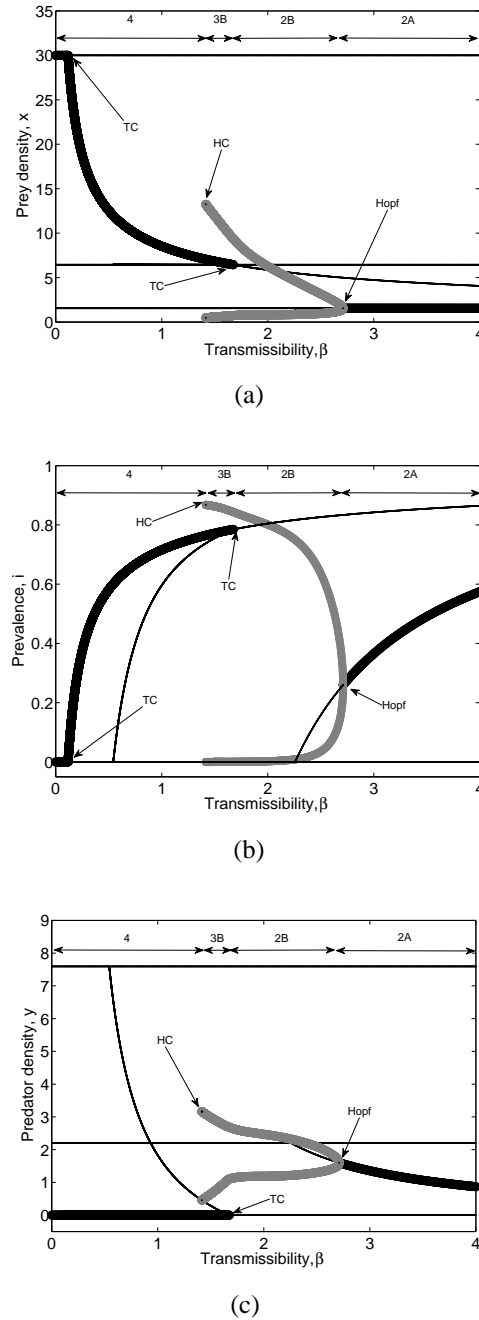 4 3B 2B 2A
30
25
20
15
10
5
0
Prey density, x
TC
HC
Hopf
TC
0 1 2 3 4
Transmissibility,β
(a)
4 3B 2B 2A
1
0.8
0.6
0.4
0.2
0
Prevalence, i
HC
TC
TC
Hopf
0 1 2 3 4
Transmissibility,β
(b)
4 3B 2B 2A
9
8
7
6
5
4
3
2
1
0
Predator density, y
HC
Hopf
TC
0 1 2 3 4
Transmissibility,β
(c)